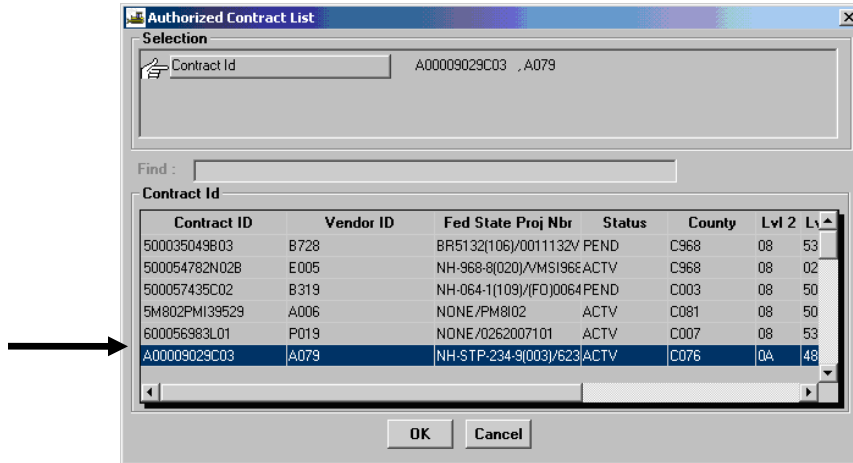 Authorized Contract List
Selection
Contract Id A00009029C03 , A079
Find :
Contract Id
Contract ID Vendor ID Fed State Proj Nbr Status County Lvl 2 Lv
500035049B03 B728 BR5132(106)/0011132V PEND C968 08 53
500054782N02B E005 NH-968-8(020)/VMSI968 ACTV C968 08 02
500057435C02 B319 NH-064-1(109)/(FO)0064 PEND C003 08 50
5M802PMI39529 A006 NONE/PM8I02 ACTV C081 08 50
600056983L01 P019 NONE/0262007101 ACTV C007 08 53
A00009029C03 A079 NH-STP-234-9(003)/623 ACTV C076 0A 48
OK Cancel